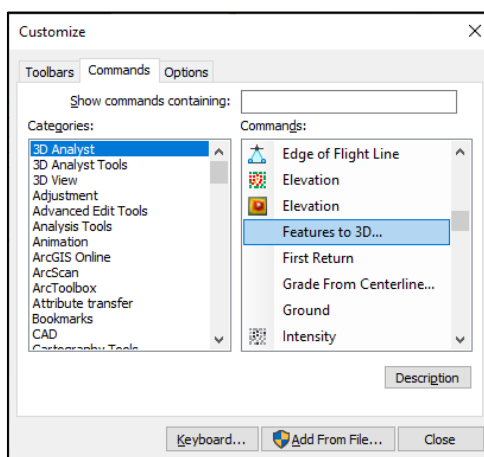 Customize
Toolbars Commands Options
Show commands containing:
Categories:
3D Analyst
3D Analyst Tools
3D View
Adjustment
Advanced Edit Tools
Analysis Tools
Animation
ArcGIS Online
ArcScan
ArcToolbox
Attribute transfer
Bookmarks
CAD
Cartography Tools
Commands:
Edge of Flight Line
Elevation
Elevation
Features to 3D...
First Return
Grade From Centerline...
Ground
Intensity
Description
Keyboard... Add From File... Close